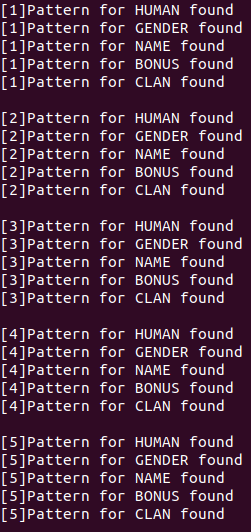 [1]Pattern for HUMAN found
[1]Pattern for GENDER found
[1]Pattern for NAME found
[1]Pattern for BONUS found
[1]Pattern for CLAN found

[2]Pattern for HUMAN found
[2]Pattern for GENDER found
[2]Pattern for NAME found
[2]Pattern for BONUS found
[2]Pattern for CLAN found

[3]Pattern for HUMAN found
[3]Pattern for GENDER found
[3]Pattern for NAME found
[3]Pattern for BONUS found
[3]Pattern for CLAN found

[4]Pattern for HUMAN found
[4]Pattern for GENDER found
[4]Pattern for NAME found
[4]Pattern for BONUS found
[4]Pattern for CLAN found

[5]Pattern for HUMAN found
[5]Pattern for GENDER found
[5]Pattern for NAME found
[5]Pattern for BONUS found
[5]Pattern for CLAN found